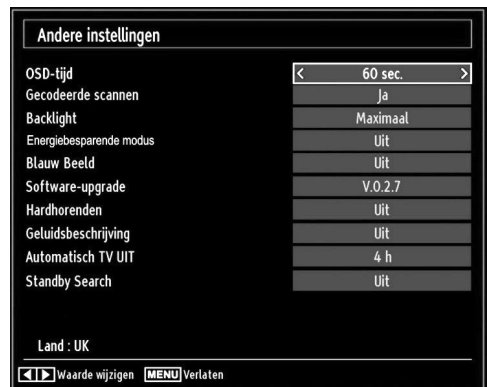 Andere instellingen
OSD-tijd < 60 sec. >
Gecodeerde scannen Ja
Backlight Maximaal
Energiebesparende modus Uit
Blauw Beeld Uit
Software-upgrade V.0.2.7
Hardhorenden Uit
Geluidsbeschrijving Uit
Automatisch TV UIT 4 h
Standby Search Uit
Land : UK
Waarde wijzigen MENU Verlaten